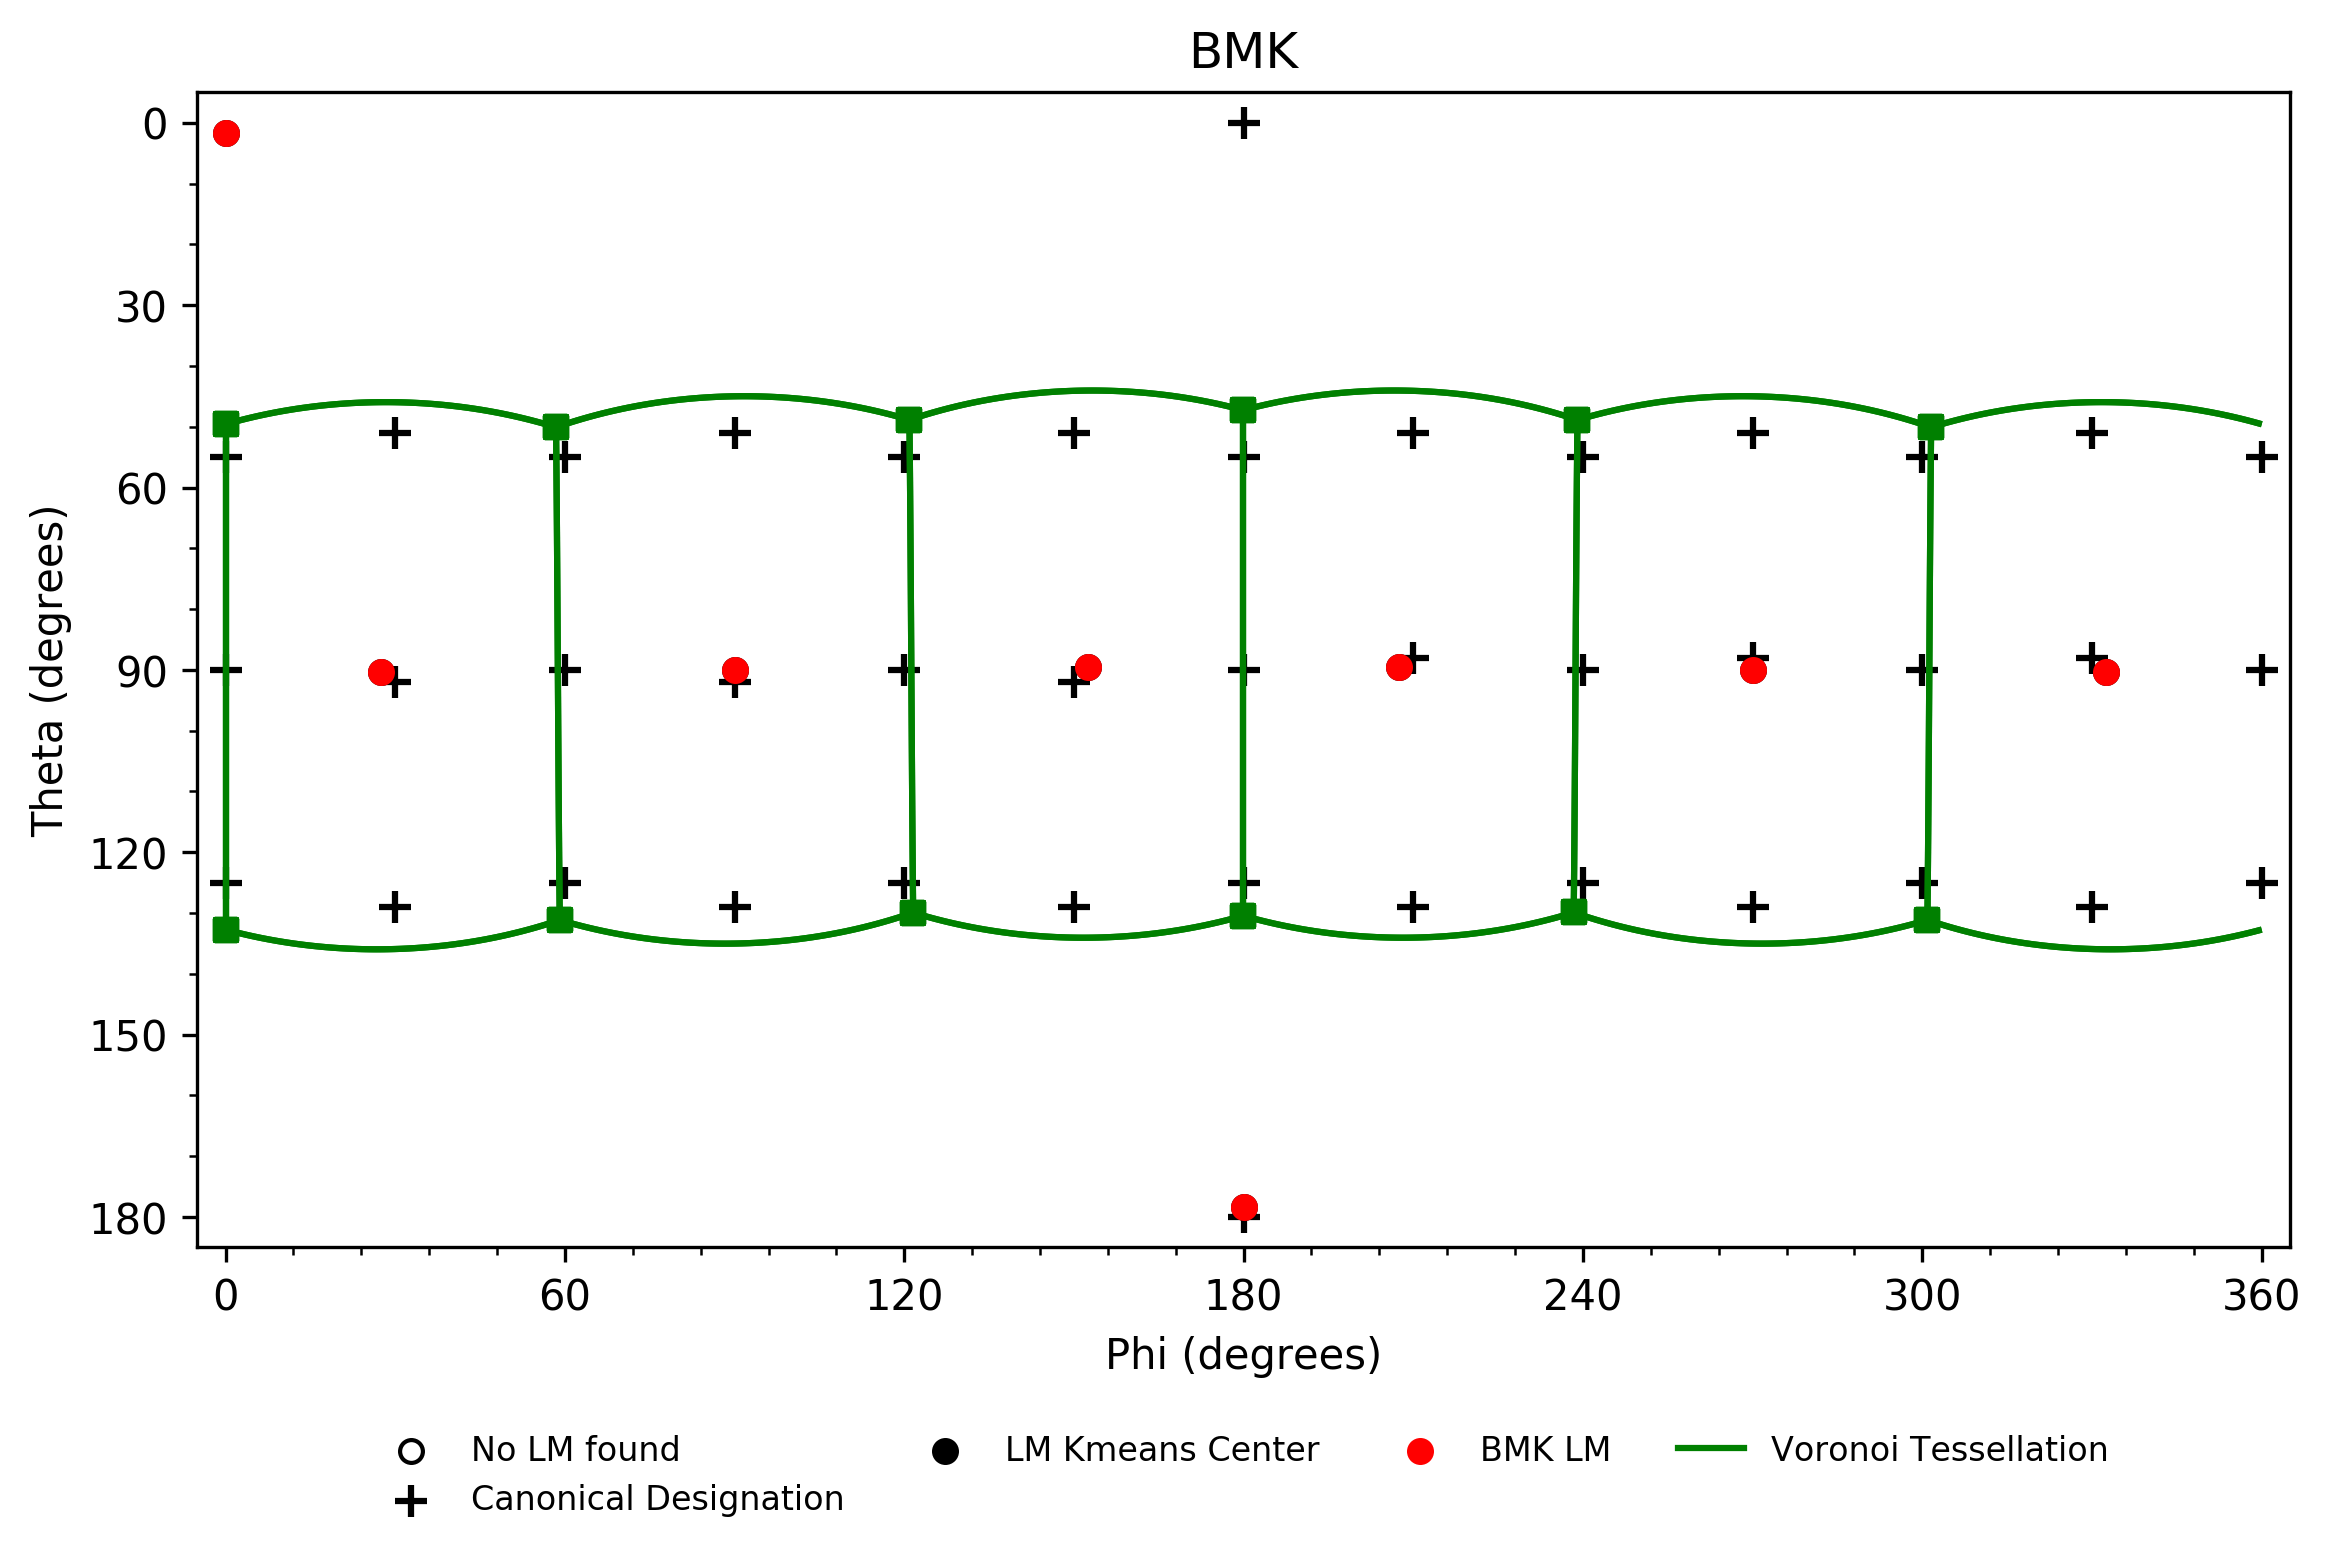 BMK
0
30
60
90
120
150
180
Theta (degrees)
0 60 120 180 240 300 360
Phi (degrees)
No LM found LM Kmeans Center BMK LM Voronoi Tessellation
Canonical Designation